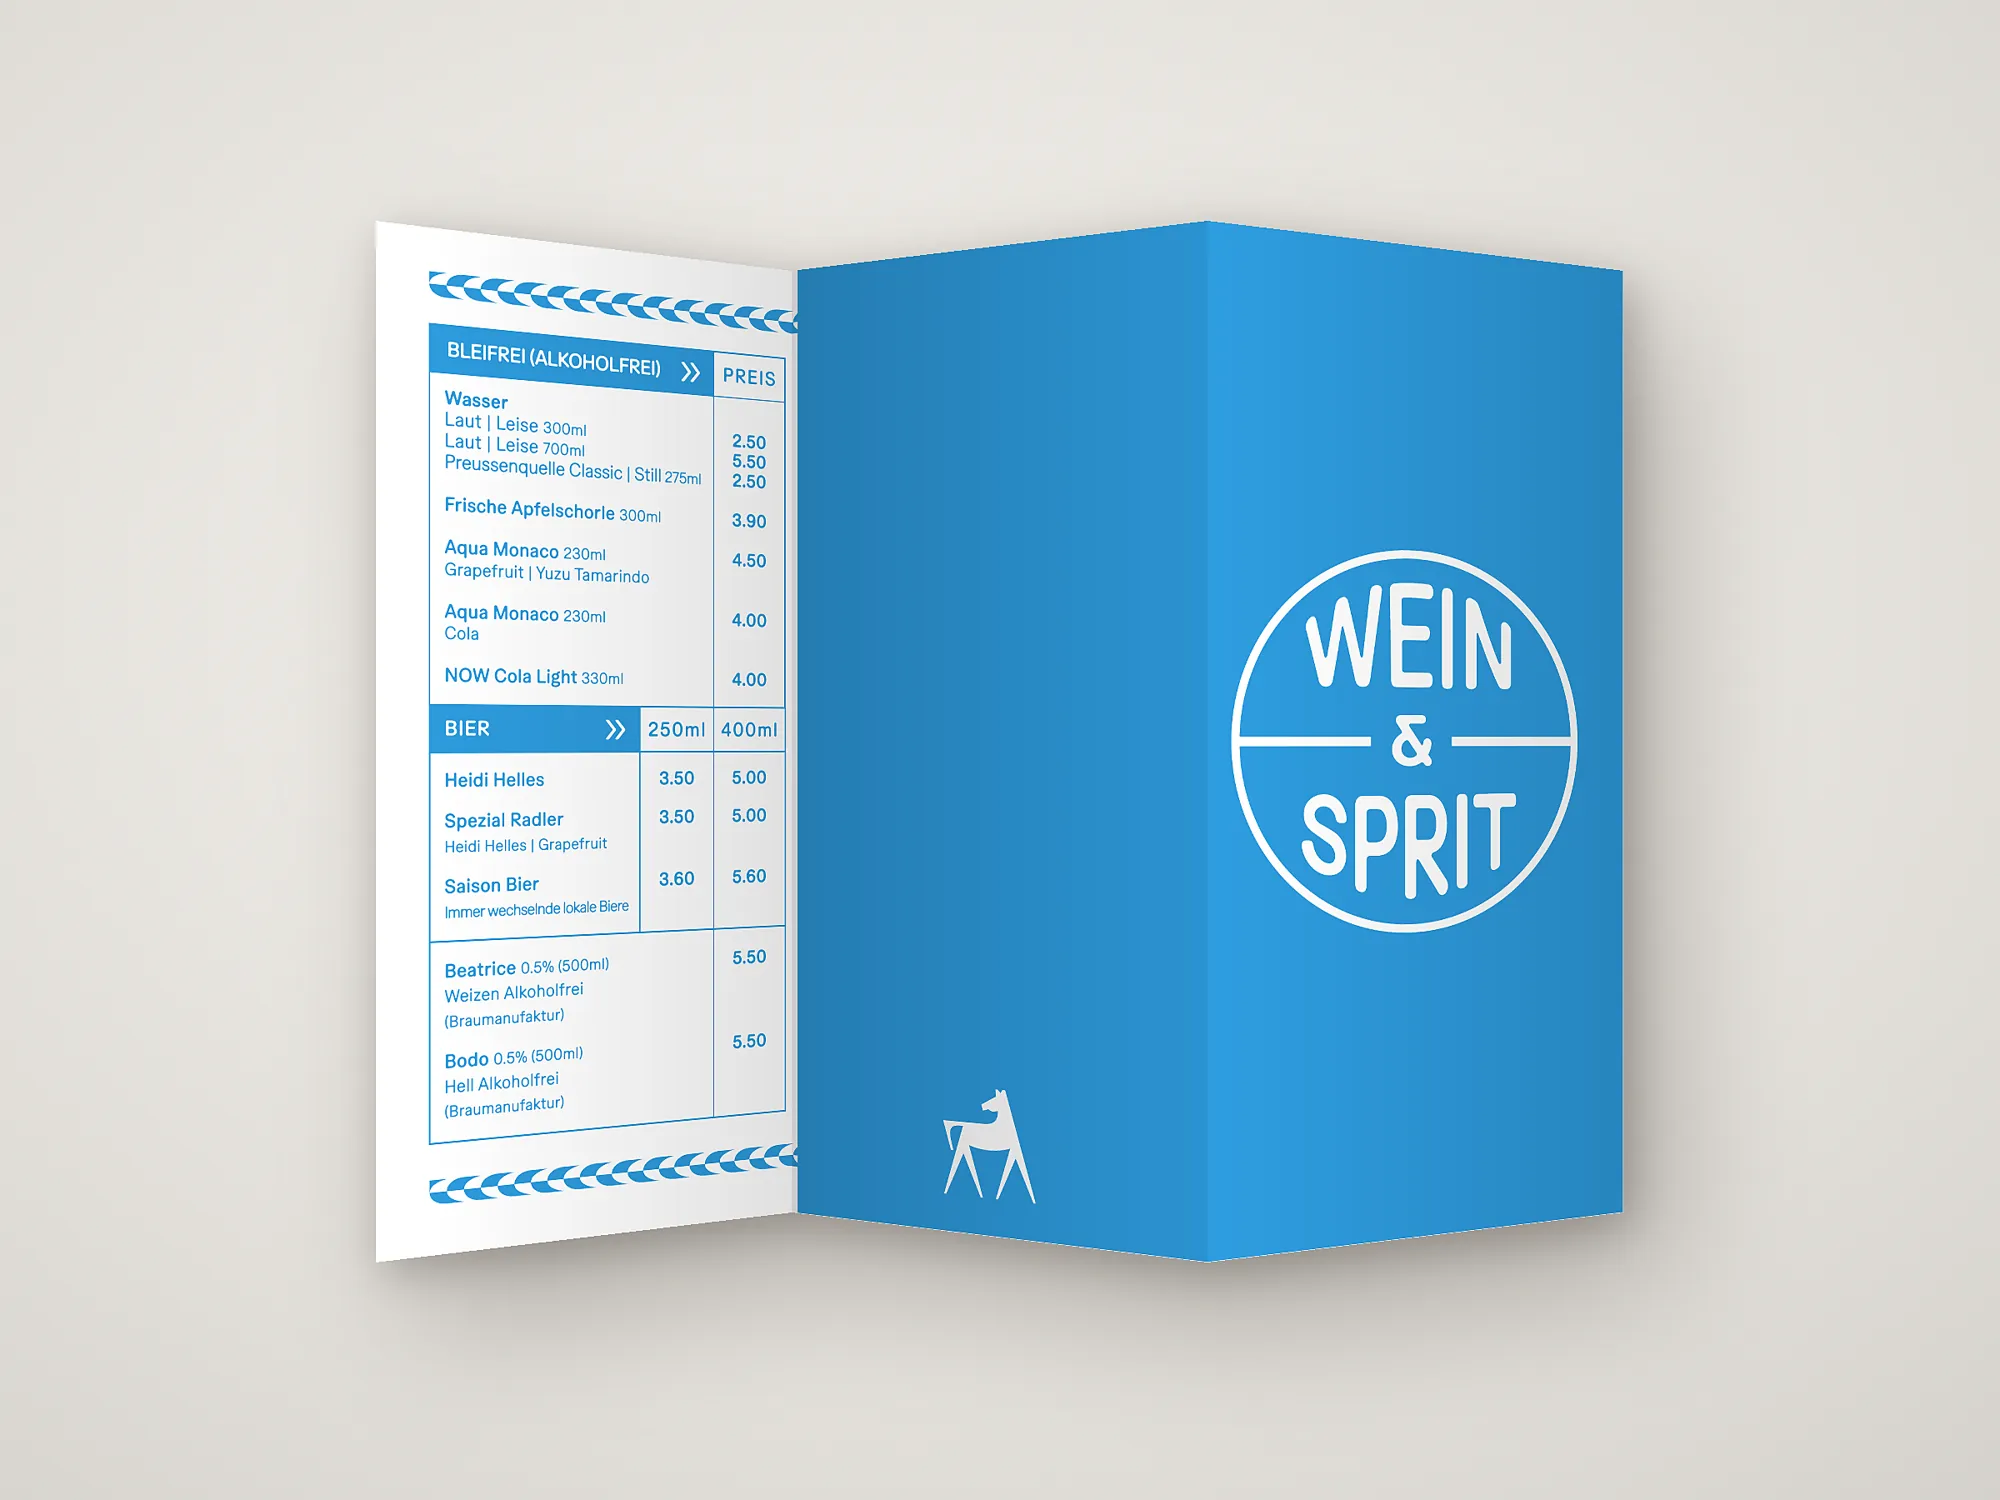 BLEIFREI (ALKOHOLFREI) PREIS
Wasser
Laut | Leise 300ml 2.50
Laut | Leise 700ml 5.50
Preussenquelle Classic | Still 275ml 2.50
Frische Apfelschorle 300ml 3.90
Aqua Monaco 230ml 4.50
Grapefruit | Yuzu Tamarindo
Aqua Monaco 230ml 4.00
Cola
NOW Cola Light 330ml 4.00
BIER 250ml 400ml
Heidi Helles 3.50 5.00
Spezial Radler 3.50 5.00
Heidi Helles | Grapefruit
Saison Bier 3.60 5.60
Immer wechselnde lokale Biere
Beatrice 0.5% (500ml) 5.50
Weizen Alkoholfrei
(Braumanufaktur)
Bodo 0.5% (500ml) 5.50
Hell Alkoholfrei
(Braumanufaktur)
WEIN
&
SPRIT